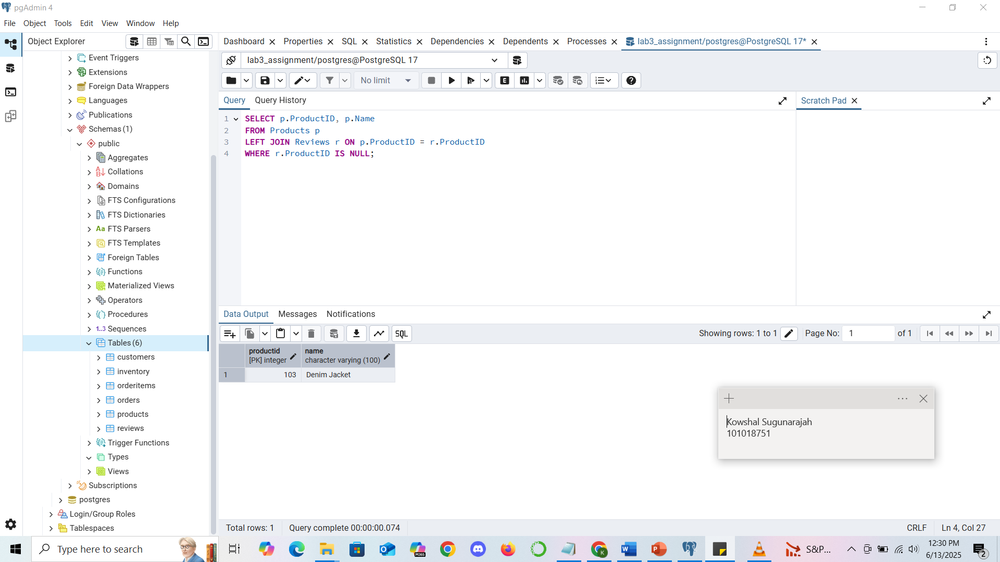 pgAdmin 4
File Object Tools Edit View Window Help
Object Explorer
Dashboard Properties SQL Statistics Dependencies Dependents Processes lab3_assignment/postgres@PostgreSQL 17*
lab3_assignment/postgres@PostgreSQL 17
No limit
E
Query Query History
Scratch Pad
1 SELECT p.ProductID, p.Name
2 FROM Products p
3 LEFT JOIN Reviews r ON p.ProductID = r.ProductID
4 WHERE r.ProductID IS NULL;
Event Triggers
Extensions
Foreign Data Wrappers
Languages
Publications
Schemas (1)
public
Aggregates
Collations
Domains
FTS Configurations
FTS Dictionaries
Aa FTS Parsers
FTS Templates
Foreign Tables
Functions
Materialized Views
Operators
Procedures
1..3 Sequences
Tables (6)
customers
inventory
orderitems
orders
products
reviews
Trigger Functions
Types
Views
Subscriptions
postgres
Login/Group Roles
Tablespaces
Data Output Messages Notifications
SQL
Showing rows: 1 to 1 Page No: 1 of 1
productid name
[PK] integer character varying (100)
1 103 Denim Jacket
Kowshal Sugunarajah
101018751
Total rows: 1 Query complete 00:00:00.074 CRLF Ln 4, Col 27
Type here to search
M365
S&P...
12:30 PM
6/13/2025
2